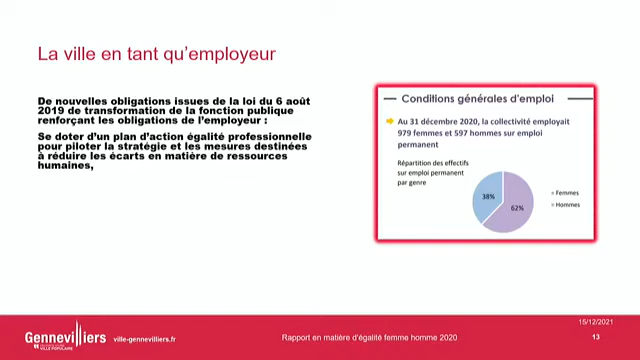 La ville en tant qu’employeur
De nouvelles obligations issues de la loi du 6 août
2019 de transformation de la fonction publique
renforçant les obligations de l’employeur :
Se doter d’un plan d’action égalité professionnelle
pour piloter la stratégie et les mesures destinées
à réduire les écarts en matière de ressources
humaines,
Conditions générales d’emploi
Au 31 décembre 2020, la collectivité employait
979 femmes et 597 hommes sur emploi
permanent
Répartition des effectifs
sur emploi permanent
par genre
38%
62%
Femmes
Hommes
15/12/2021
Gennevilliers
VILLE POPULAIRE
ville-gennevilliers.fr
Rapport en matière d’égalité femme homme 2020
13